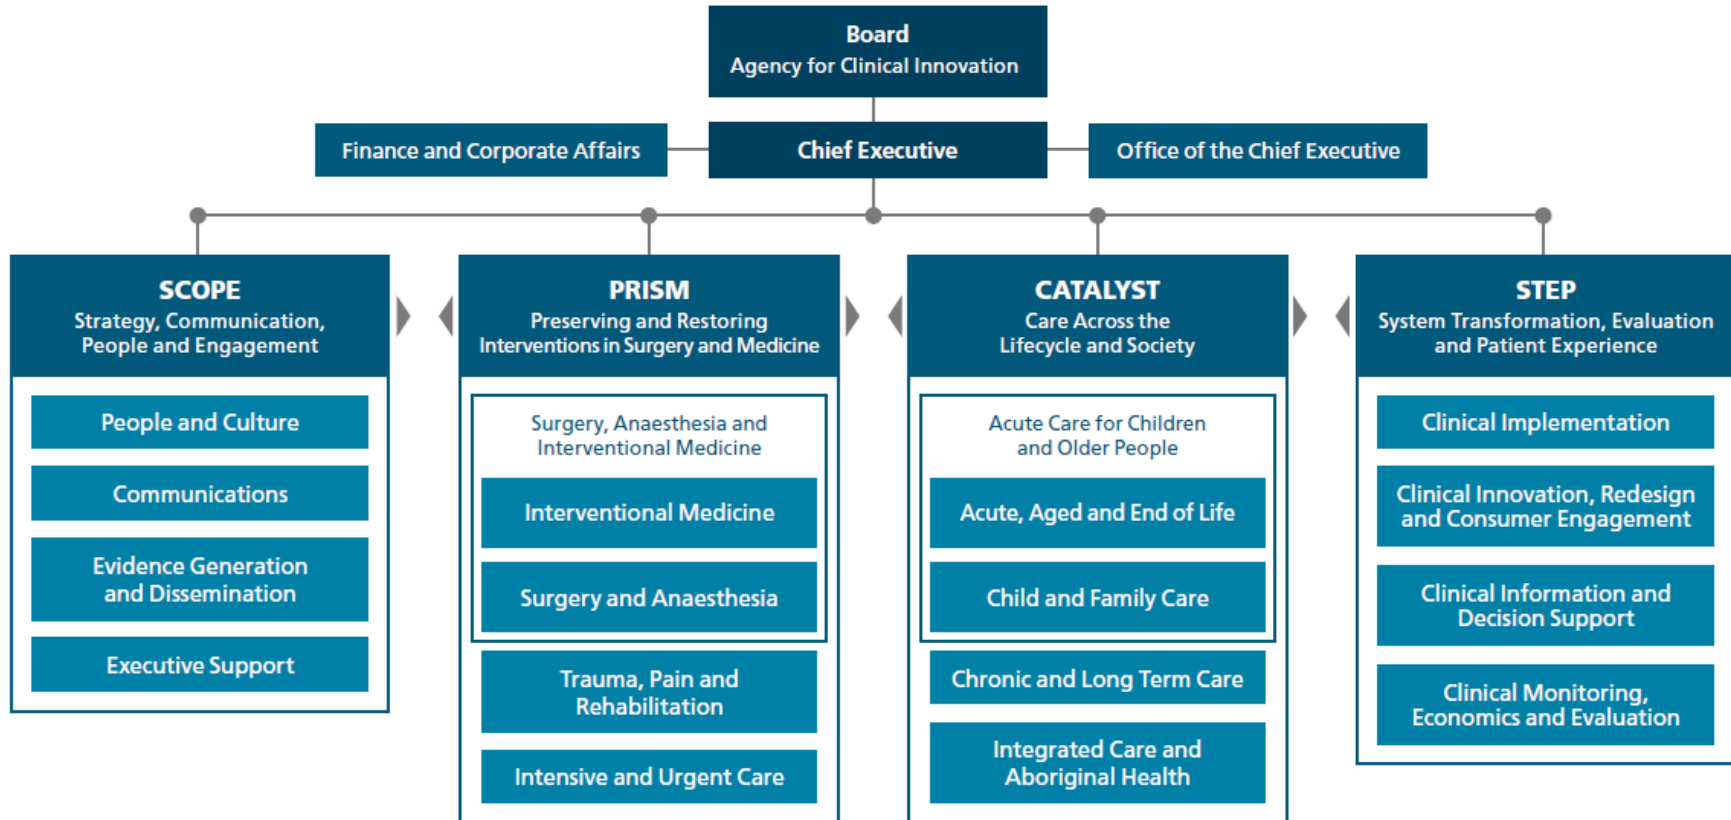 Board
Agency for Clinical Innovation
Finance and Corporate Affairs
Chief Executive
Office of the Chief Executive
SCOPE
Strategy, Communication,
People and Engagement
People and Culture
Communications
Evidence Generation
and Dissemination
Executive Support
PRISM
Preserving and Restoring
Interventions in Surgery and Medicine
Surgery, Anaesthesia and
Interventional Medicine
Interventional Medicine
Surgery and Anaesthesia
Trauma, Pain and
Rehabilitation
Intensive and Urgent Care
CATALYST
Care Across the
Lifecycle and Society
Acute Care for Children
and Older People
Acute, Aged and End of Life
Child and Family Care
Chronic and Long Term Care
Integrated Care and
Aboriginal Health
STEP
System Transformation, Evaluation
and Patient Experience
Clinical Implementation
Clinical Innovation, Redesign
and Consumer Engagement
Clinical Information and
Decision Support
Clinical Monitoring,
Economics and Evaluation